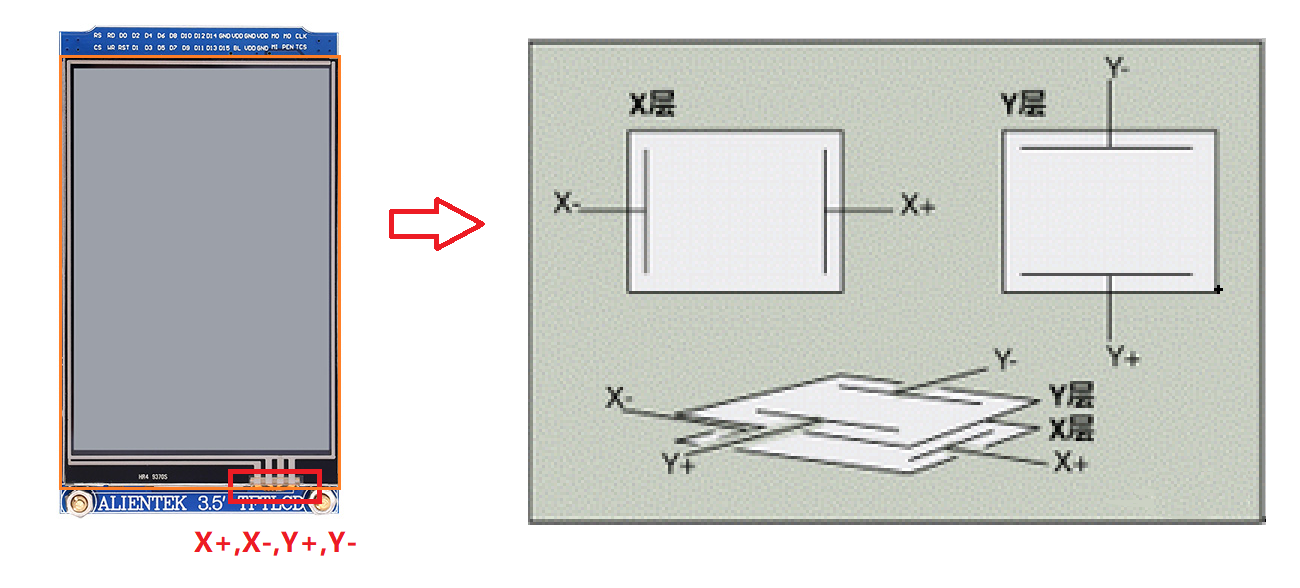 RS RD D0 D2 D4 D6 D8 D10 D12 D14 GND VDD GND VDD MO MO CLK
CS WR RST D1 D3 D5 D7 D9 D11 D13 D15 BL VDD GND MI PEN TCS
HR4 9370S
ALIENTEK 3.5' TFTLCD
X+,X-,Y+,Y-
X层
X-
X+
Y-
Y层
Y+
Y-
X-
Y层
X层
Y+
X+